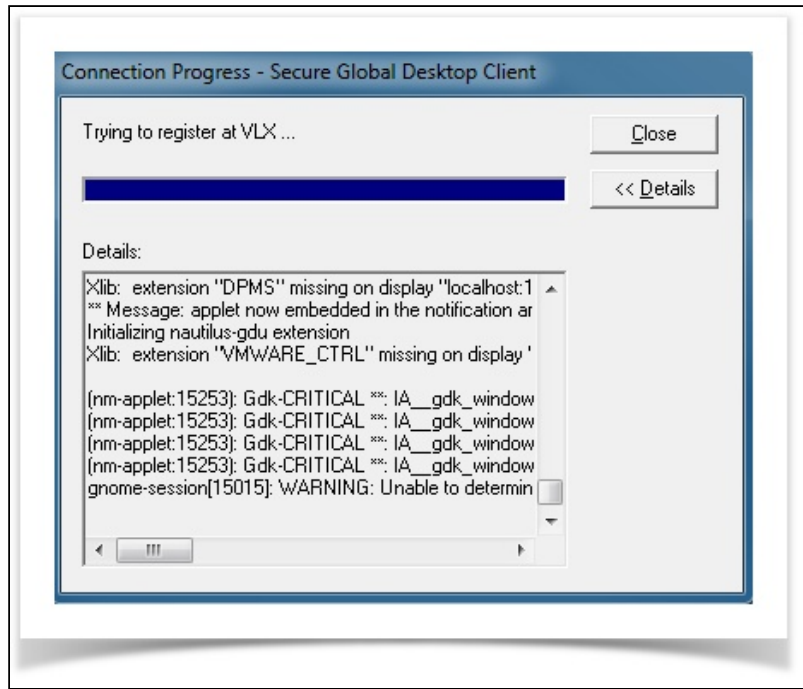 Connection Progress - Secure Global Desktop Client
Trying to register at VLX ...
Close
<< Details
Details:
Xlib: extension "DPMS" missing on display "localhost:1
** Message: applet now embedded in the notification ar
Initializing nautilus-gdu extension
Xlib: extension "VMWARE_CTRL" missing on display '
(nm-applet:15253): Gdk-CRITICAL **: IA__gdk_window
(nm-applet:15253): Gdk-CRITICAL **: IA__gdk_window
(nm-applet:15253): Gdk-CRITICAL **: IA__gdk_window
(nm-applet:15253): Gdk-CRITICAL **: IA__gdk_window
gnome-session[15015]: WARNING: Unable to determin